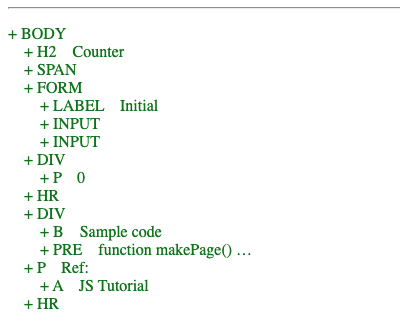 + BODY
+ H2 Counter
+ SPAN
+ FORM
+ LABEL Initial
+ INPUT
+ INPUT
+ DIV
+ P 0
+ HR
+ DIV
+ B Sample code
+ PRE function makePage() …
+ P Ref:
+ A JS Tutorial
+ HR